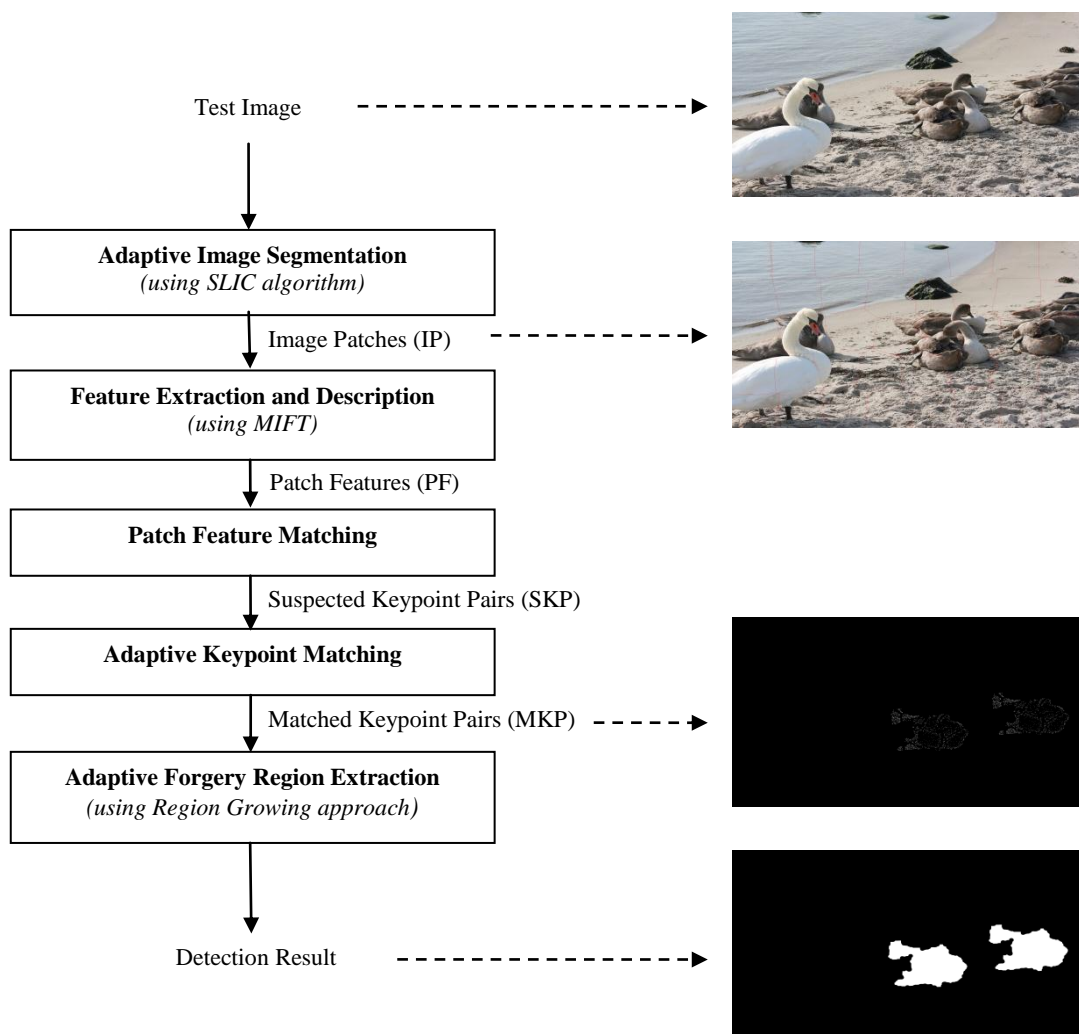 Test Image
Adaptive Image Segmentation
(using SLIC algorithm)
Image Patches (IP)
Feature Extraction and Description
(using MIFT)
Patch Features (PF)
Patch Feature Matching
Suspected Keypoint Pairs (SKP)
Adaptive Keypoint Matching
Matched Keypoint Pairs (MKP)
Adaptive Forgery Region Extraction
(using Region Growing approach)
Detection Result